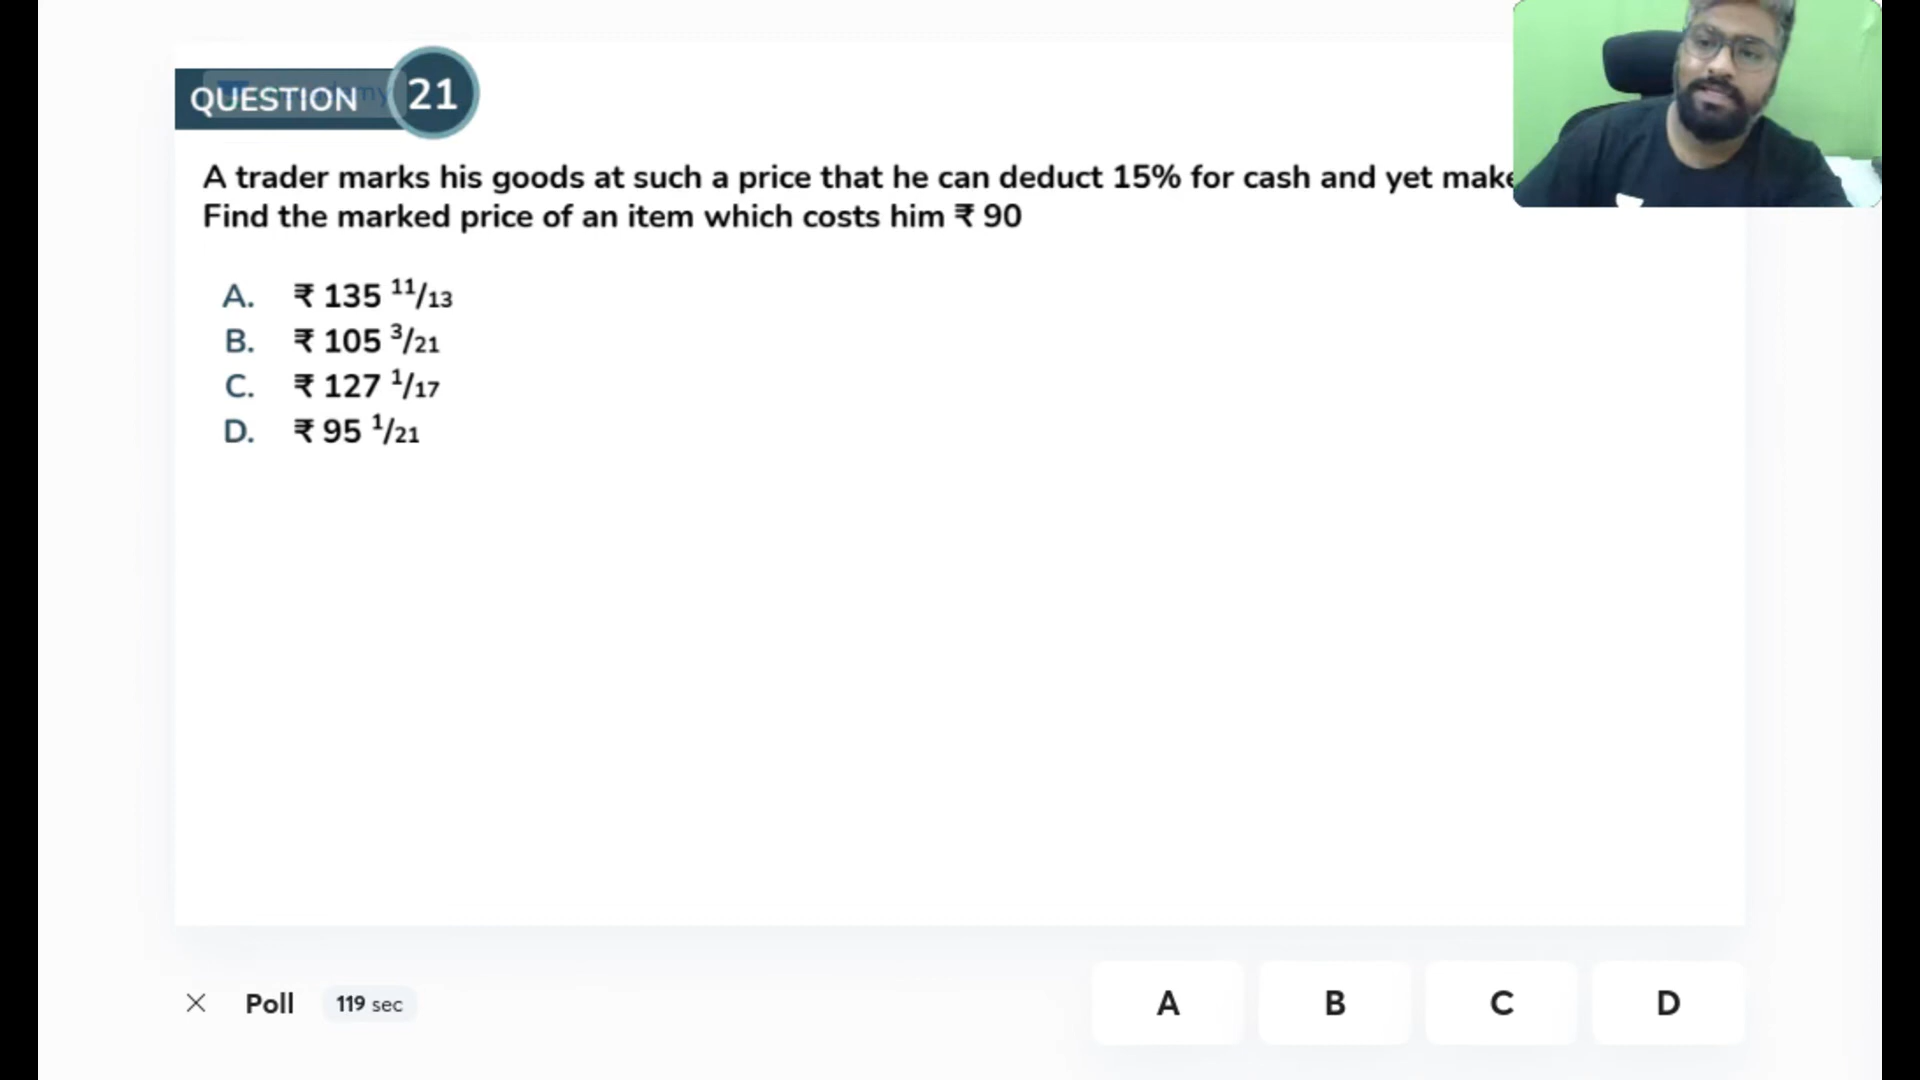 QUESTION 21
A trader marks his goods at such a price that he can deduct 15% for cash and yet make
Find the marked price of an item which costs him ₹ 90
A. ₹ 135 11/13
B. ₹ 105 3/21
C. ₹ 127 1/17
D. ₹ 95 1/21
× Poll 119 sec A B C D